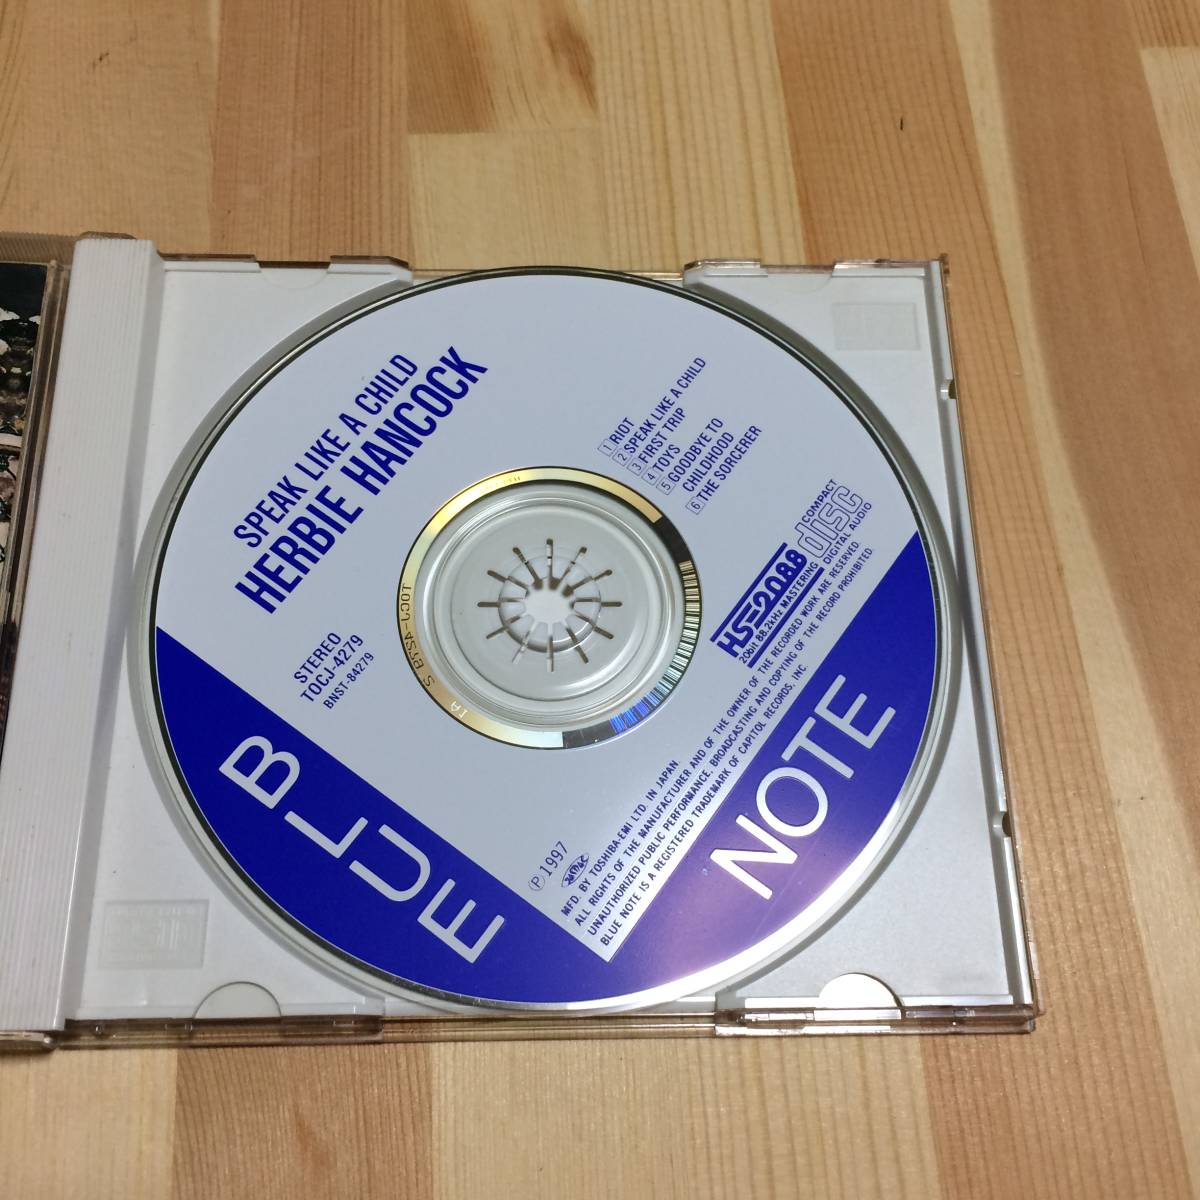 SPEAK LIKE A CHILD
HERBIE HANCOCK
1 RIOT
2 SPEAK LIKE A CHILD
3 FIRST TRIP
4 TOYS
5 GOODBYE TO
CHILDHOOD
6 THE SORCERER
STEREO
TOCJ-4279
BNST-84279
HS=2088
20bit 88.2kHz MASTERING
COMPACT
disc
DIGITAL AUDIO
BLUE
NOTE
Ⓟ1997
MFD. BY TOSHIBA-EMI LTD. IN JAPAN.
ALL RIGHTS OF THE MANUFACTURER AND OF THE OWNER OF THE RECORDED WORK ARE RESERVED.
UNAUTHORIZED PUBLIC PERFORMANCE, BROADCASTING AND COPYING OF THE RECORD PROHIBITED.
BLUE NOTE IS A REGISTERED TRADEMARK OF CAPITOL RECORDS, INC.